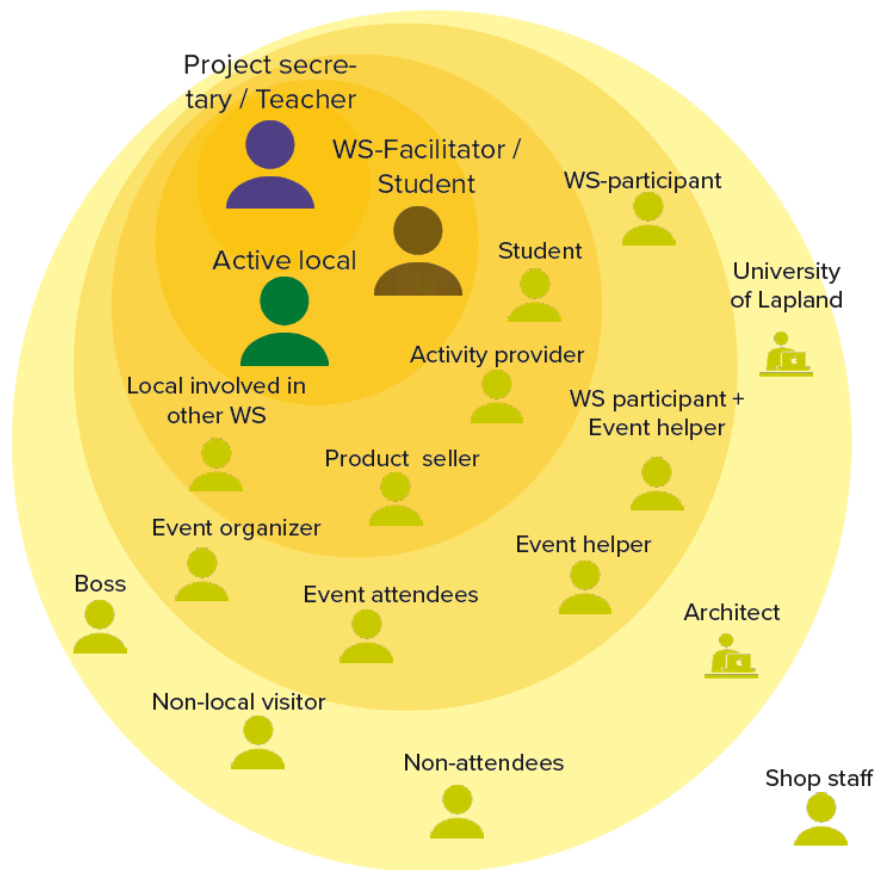 Project secre-
tary / Teacher
WS-Facilitator /
Student
WS-participant
Student
Active local
University
of Lapland
Activity provider
Local involved in
other WS
WS participant +
Event helper
Product seller
Event organizer
Event helper
Boss
Event attendees
Architect
Non-local visitor
Non-attendees
Shop staff